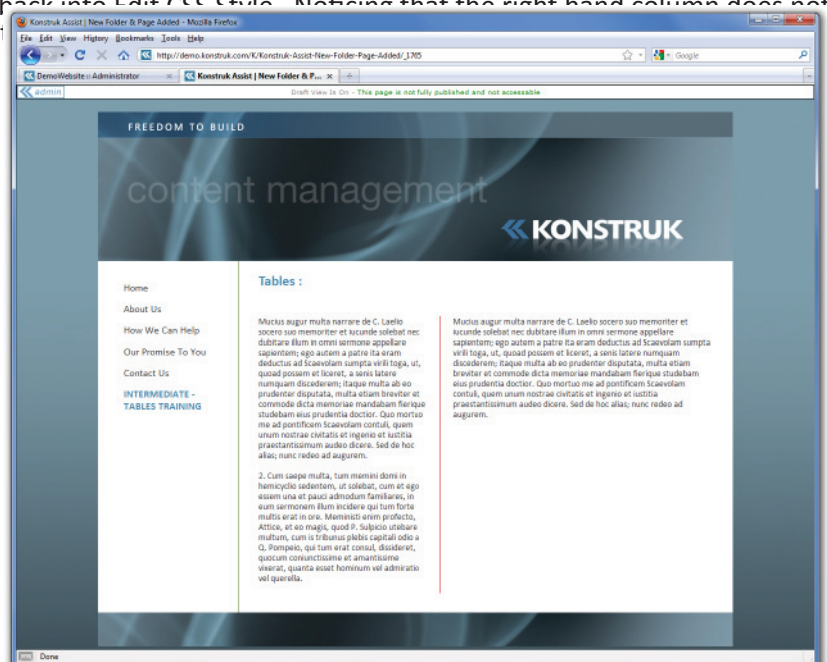 back into Edit CSS Style. Noticing that the right hand column does not
Konstruk Assist | New Folder & Page Added - Mozilla Firefox
File Edit View History Bookmarks Tools Help
http://demo.konstruk.com/K/Konstruk-Assist-New-Folder-Page-Added/_1765
Google
DemoWebsite :: Administrator
Konstruk Assist | New Folder & P...
admin
Draft View Is On - This page is not fully published and not accessable
FREEDOM TO BUILD
content management
KONSTRUK
Home
About Us
How We Can Help
Our Promise To You
Contact Us
INTERMEDIATE -
TABLES TRAINING
Tables :
Mucius augur multa narrare de C. Laelio
socero suo memoriter et iucunde solebat nec
dubitare illum in omni sermone appellare
sapientem; ego autem a patre ita eram
deductus ad Scaevolam sumpta virili toga, ut,
quoad possem et liceret, a senis latere
numquam discederem; itaque multa ab eo
prudenter disputata, multa etiam breviter et
commode dicta memoriae mandabam fierique
studebam eius prudentia doctior. Quo mortuo
me ad pontificem Scaevolam contuli, quem
unum nostrae civitatis et ingenio et iustitia
praestantissimum audeo dicere. Sed de hoc
alias; nunc redeo ad augurem.
2. Cum saepe multa, tum memini domi in
hemicyclio sedentem, ut solebat, cum et ego
essem una et pauci admodum familiares, in
eum sermonem illum incidere qui tum forte
multis erat in ore. Meministi enim profecto,
Attice, et eo magis, quod P. Sulpicio utebare
multum, cum is tribunus plebis capitali odio a
Q. Pompeio, qui tum erat consul, dissideret,
quocum coniunctissime et amantissime
vixerat, quanta esset hominum vel admiratio
vel querella.
Mucius augur multa narrare de C. Laelio socero suo memoriter et
iucunde solebat nec dubitare illum in omni sermone appellare
sapientem; ego autem a patre ita eram deductus ad Scaevolam sumpta
virili toga, ut, quoad possem et liceret, a senis latere numquam
discederem; itaque multa ab eo prudenter disputata, multa etiam
breviter et commode dicta memoriae mandabam fierique studebam
eius prudentia doctior. Quo mortuo me ad pontificem Scaevolam
contuli, quem unum nostrae civitatis et ingenio et iustitia
praestantissimum audeo dicere. Sed de hoc alias; nunc redeo ad
augurem.
Done